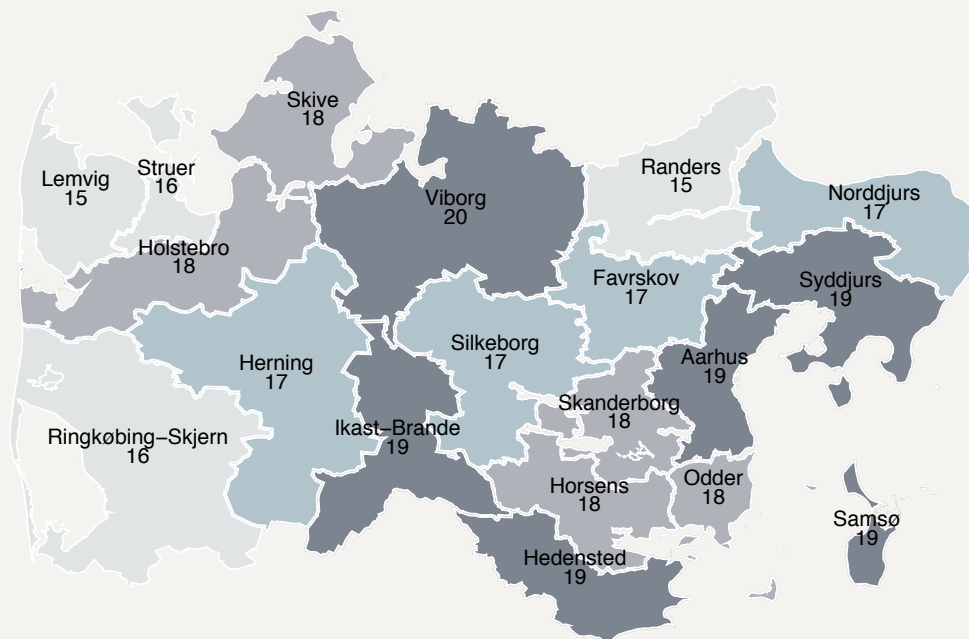 Skive
18
Lemvig
15
Struer
16
Randers
15
Viborg
20
Norddjurs
17
Holstebro
18
Favrskov
17
Syddjurs
19
Herning
17
Silkeborg
17
Aarhus
19
Skanderborg
18
Ikast–Brande
19
Ringkøbing–Skjern
16
Horsens
18
Odder
18
Samsø
19
Hedensted
19